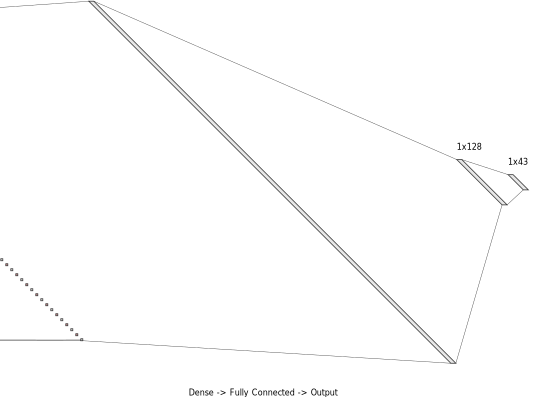 1x128
1x43
Dense -> Fully Connected -> Output